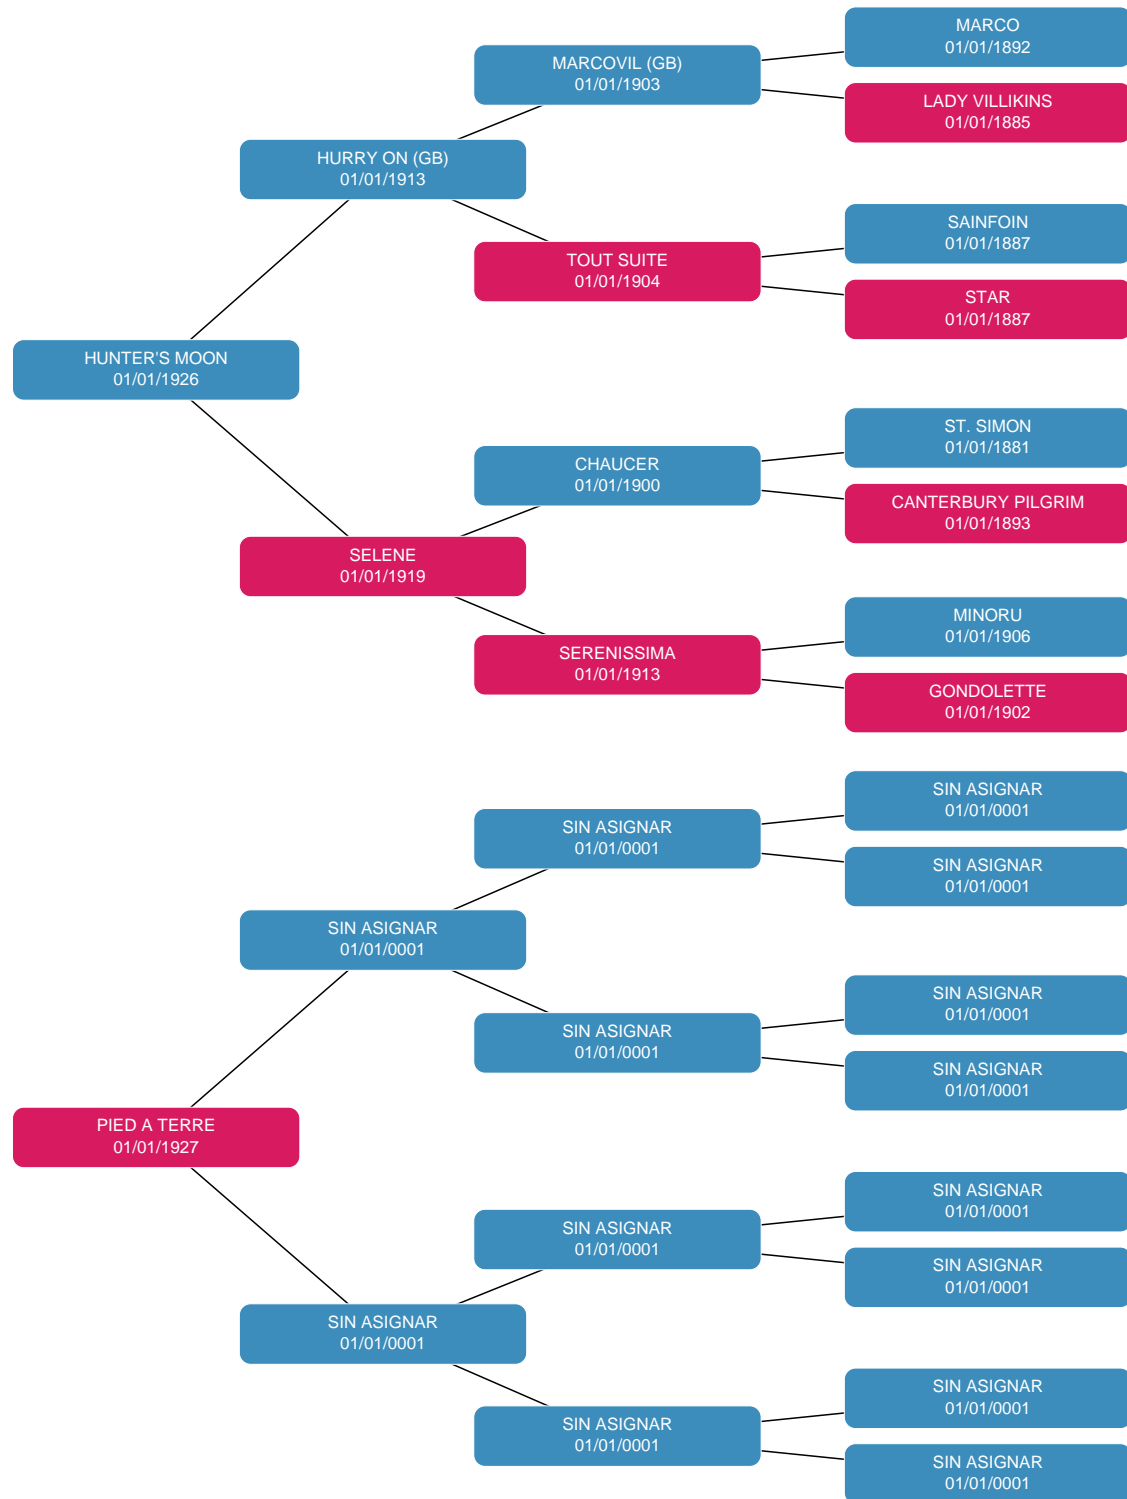 MARCO
01/01/1892
MARCOVIL (GB)
01/01/1903
LADY VILLIKINS
01/01/1885
HURRY ON (GB)
01/01/1913
SAINFOIN
01/01/1887
TOUT SUITE
01/01/1904
STAR
01/01/1887
HUNTER'S MOON
01/01/1926
ST. SIMON
01/01/1881
CHAUCER
01/01/1900
CANTERBURY PILGRIM
01/01/1893
SELENE
01/01/1919
MINORU
01/01/1906
SERENISSIMA
01/01/1913
GONDOLETTE
01/01/1902
SIN ASIGNAR
01/01/0001
SIN ASIGNAR
01/01/0001
SIN ASIGNAR
01/01/0001
SIN ASIGNAR
01/01/0001
SIN ASIGNAR
01/01/0001
SIN ASIGNAR
01/01/0001
SIN ASIGNAR
01/01/0001
PIED A TERRE
01/01/1927
SIN ASIGNAR
01/01/0001
SIN ASIGNAR
01/01/0001
SIN ASIGNAR
01/01/0001
SIN ASIGNAR
01/01/0001
SIN ASIGNAR
01/01/0001
SIN ASIGNAR
01/01/0001
SIN ASIGNAR
01/01/0001